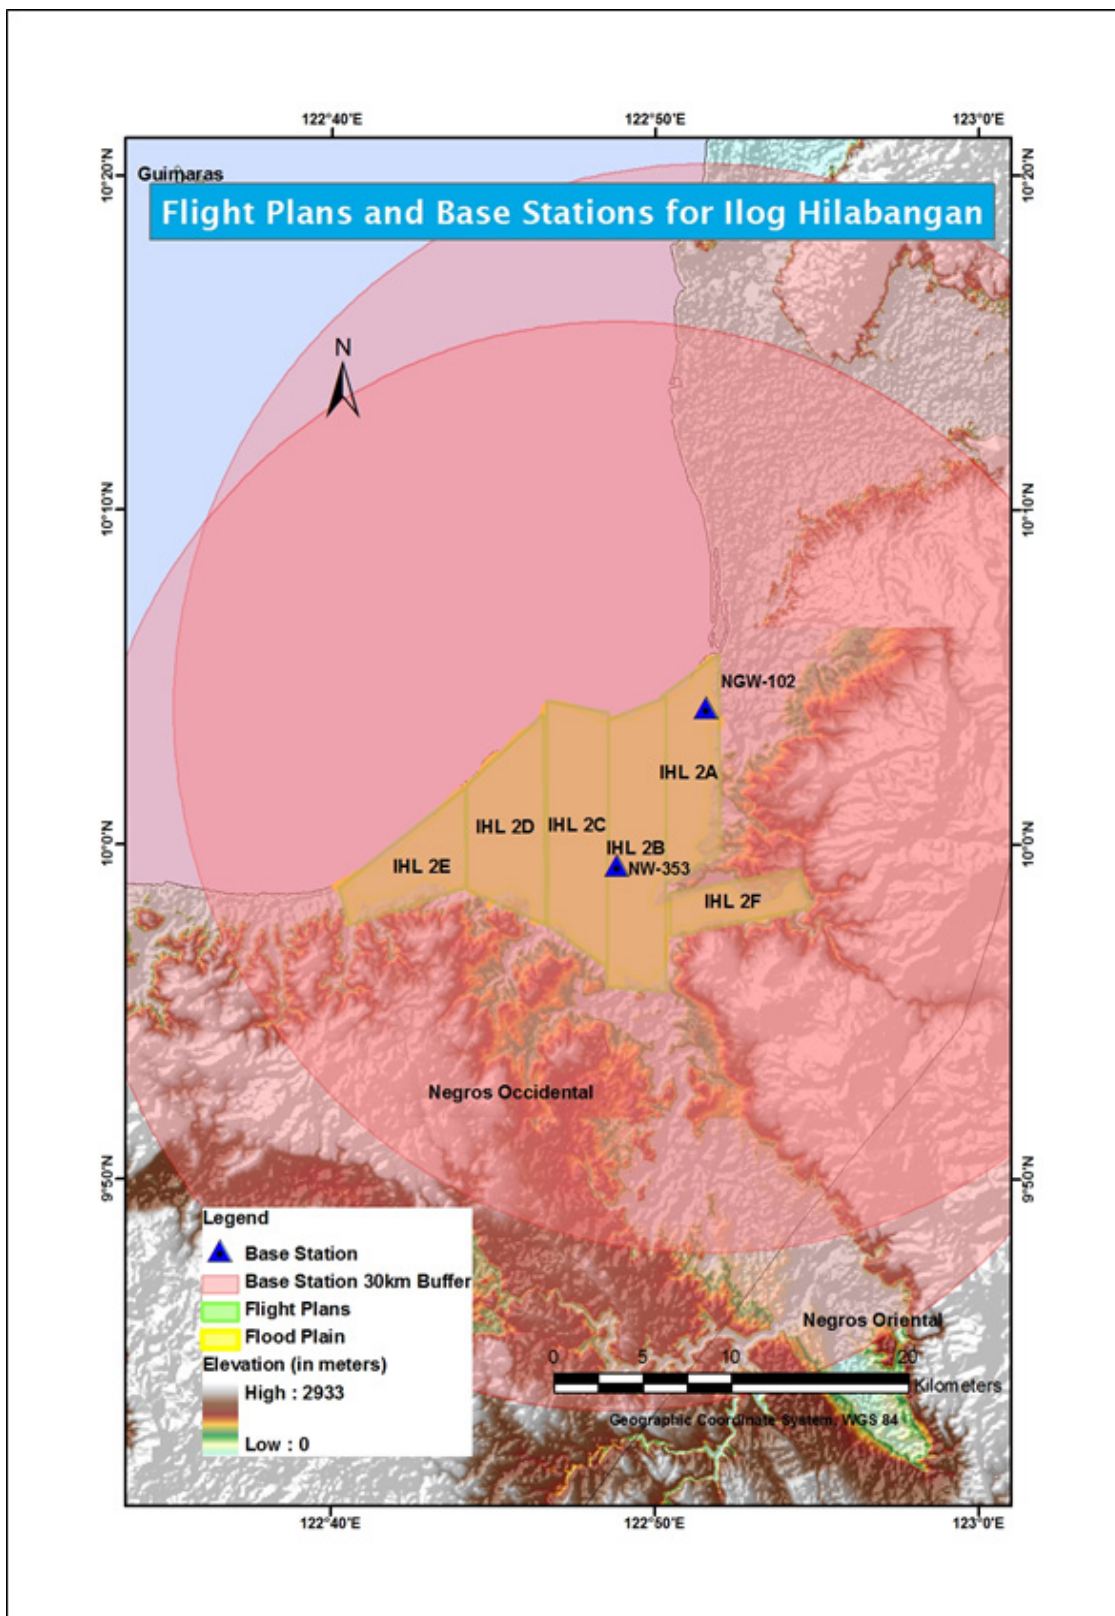 122°40'E 122°50'E 123°0'E
10°20'N
Guimaras
10°20'N
Flight Plans and Base Stations for Ilog Hilabangan
N
10°10'N
10°10'N
NGW-102
IHL 2A
IHL 2C
IHL 2D
10°0'N
IHL 2B
10°0'N
IHL 2E
NW-353
IHL 2F
Negros Occidental
9°50'N
9°50'N
Legend
Base Station
Base Station 30km Buffer
Flight Plans
Flood Plain
Elevation (in meters)
High : 2933
Low : 0
Negros Oriental
0 5 10 20
Kilometers
Geographic Coordinate System, WGS 84
122°40'E 122°50'E 123°0'E